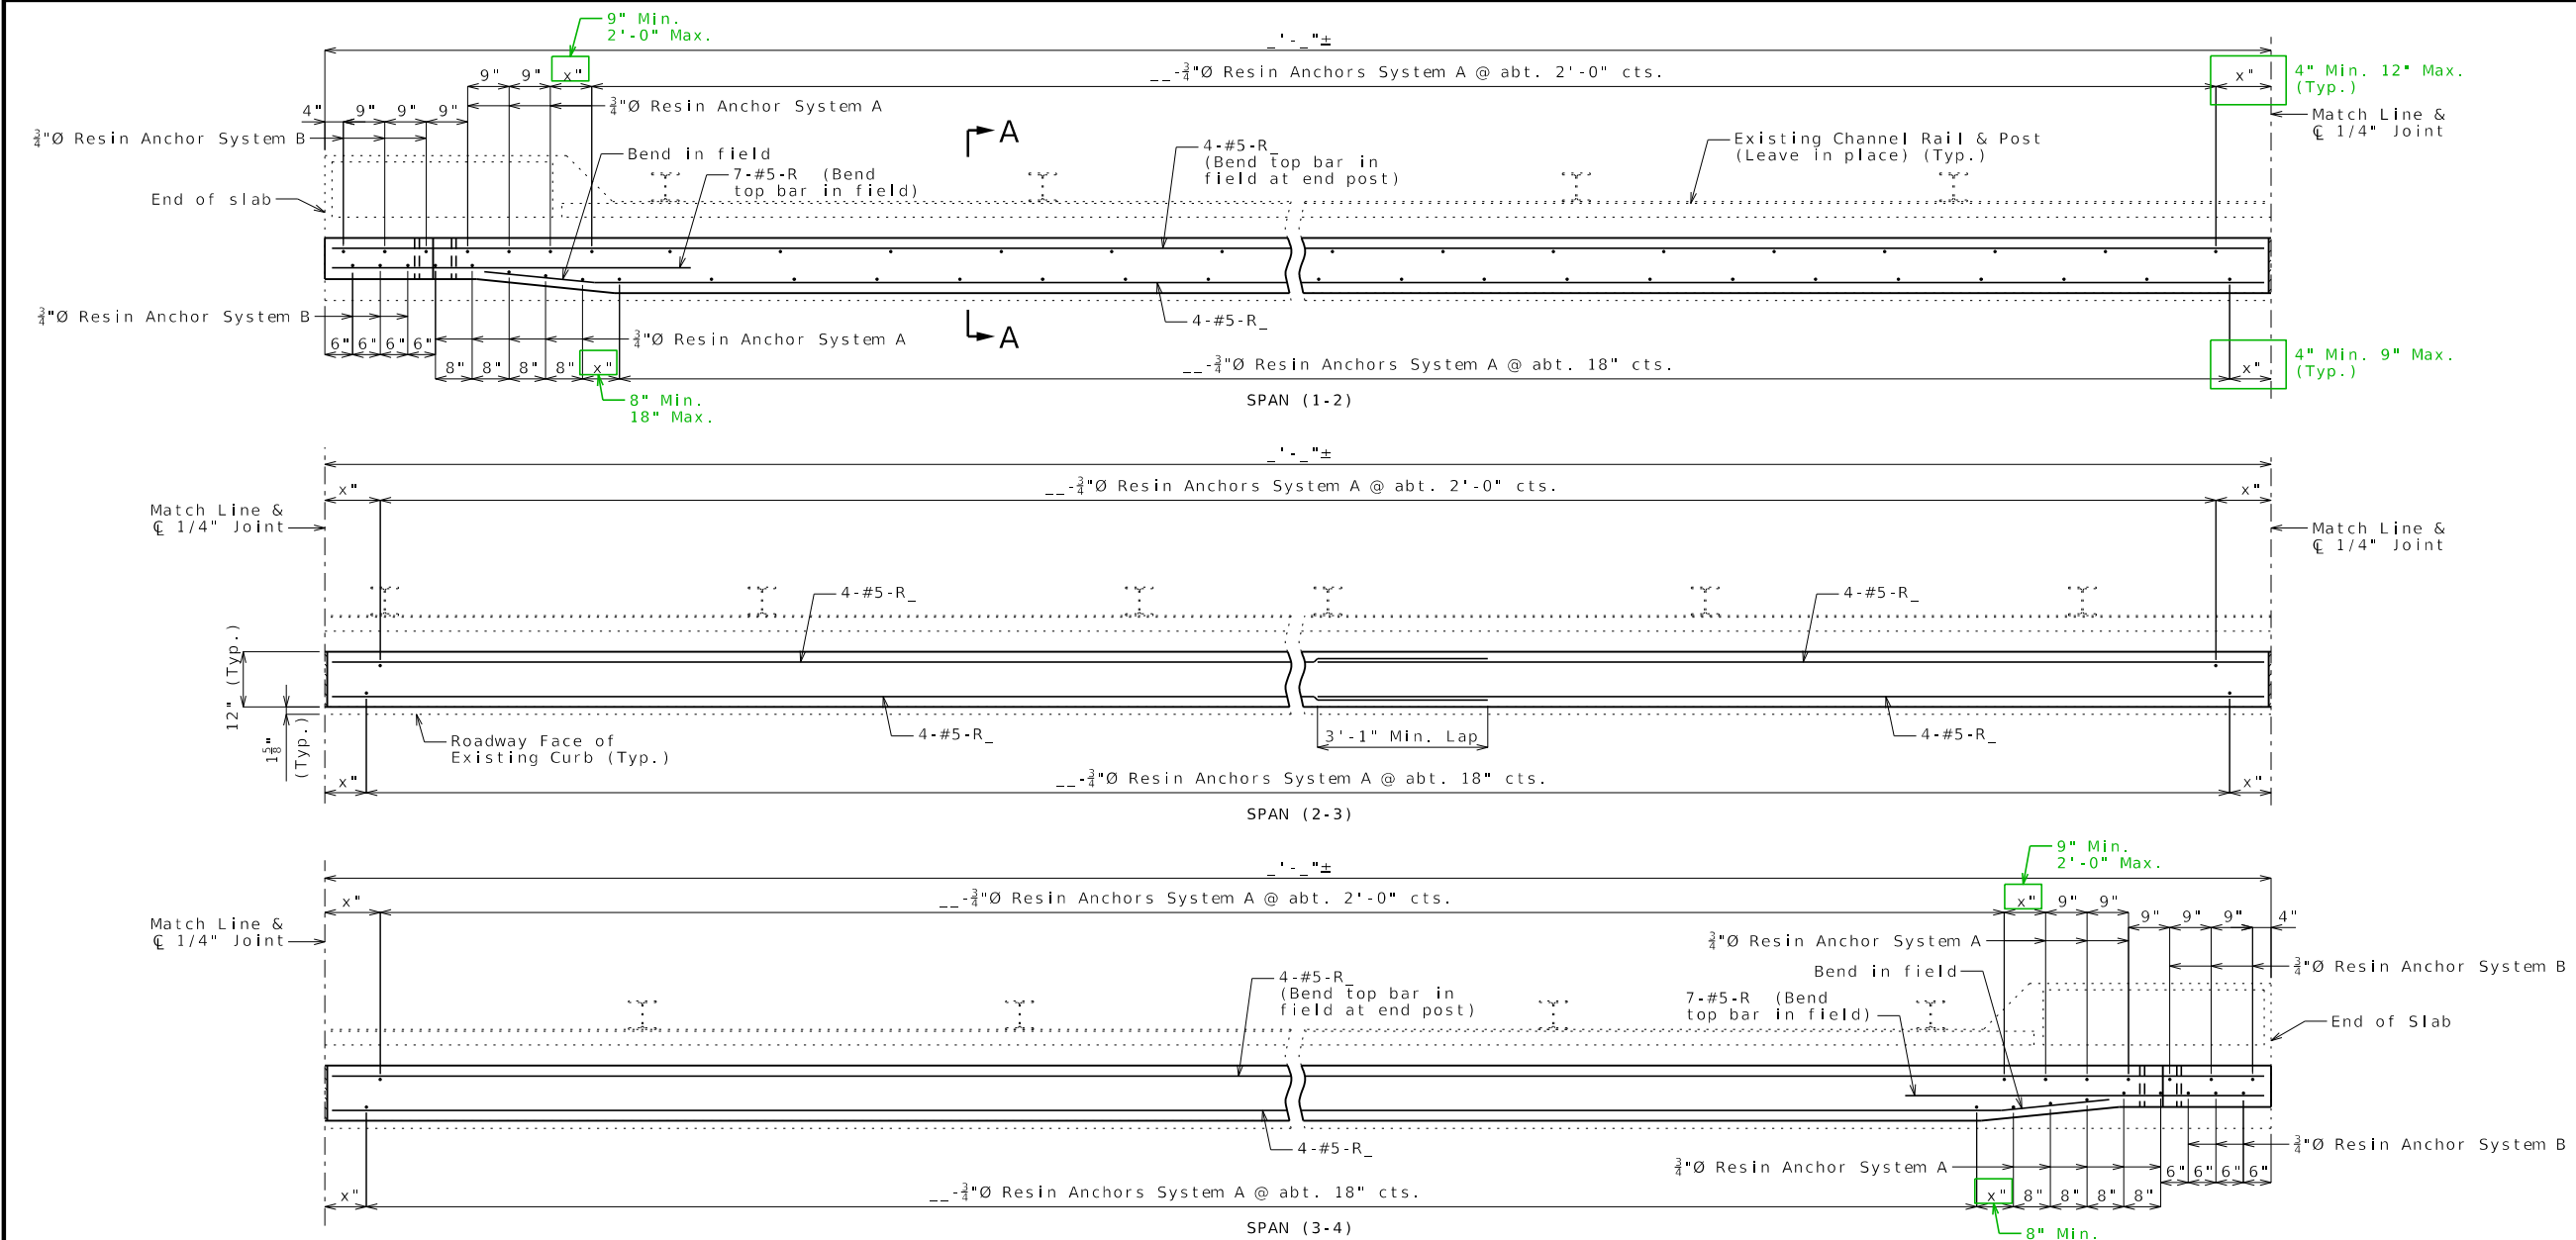 9" Min.
2'-0" Max.
_'-_"±
9" 9" x"
__-3/4"Ø Resin Anchors System A @ abt. 2'-0" cts.
x"
4" Min. 12" Max.
(Typ.)
4" 9" 9" 9"
3/4"Ø Resin Anchor System A
Match Line &
℄ 1/4" Joint
3/4"Ø Resin Anchor System B
A
Bend in field
4-#5-R_
(Bend top bar in
field at end post)
Existing Channel Rail & Post
(Leave in place) (Typ.)
7-#5-R (Bend
top bar in field)
End of slab
3/4"Ø Resin Anchor System B
4-#5-R_
A
6" 6" 6" 6"
3/4"Ø Resin Anchor System A
8" 8" 8" 8" x"
__-3/4"Ø Resin Anchors System A @ abt. 18" cts.
x"
4" Min. 9" Max.
(Typ.)
8" Min.
18" Max.
SPAN (1-2)
_'-_"±
x"
__-3/4"Ø Resin Anchors System A @ abt. 2'-0" cts.
x"
Match Line &
℄ 1/4" Joint
Match Line &
℄ 1/4" Joint
4-#5-R_
4-#5-R_
12" (Typ.)
1 5/8"
(Typ.)
Roadway Face of
Existing Curb (Typ.)
4-#5-R_
3'-1" Min. Lap
4-#5-R_
x"
__-3/4"Ø Resin Anchors System A @ abt. 18" cts.
x"
SPAN (2-3)
9" Min.
2'-0" Max.
_'-_"±
x"
__-3/4"Ø Resin Anchors System A @ abt. 2'-0" cts.
x" 9" 9"
9" 9" 9" 4"
Match Line &
℄ 1/4" Joint
3/4"Ø Resin Anchor System A
3/4"Ø Resin Anchor System B
Bend in field
4-#5-R_
(Bend top bar in
field at end post)
7-#5-R (Bend
top bar in field)
End of Slab
4-#5-R_
3/4"Ø Resin Anchor System B
3/4"Ø Resin Anchor System A
6" 6" 6" 6"
x"
__-3/4"Ø Resin Anchors System A @ abt. 18" cts.
x" 8" 8" 8" 8"
SPAN (3-4)
8" Min.